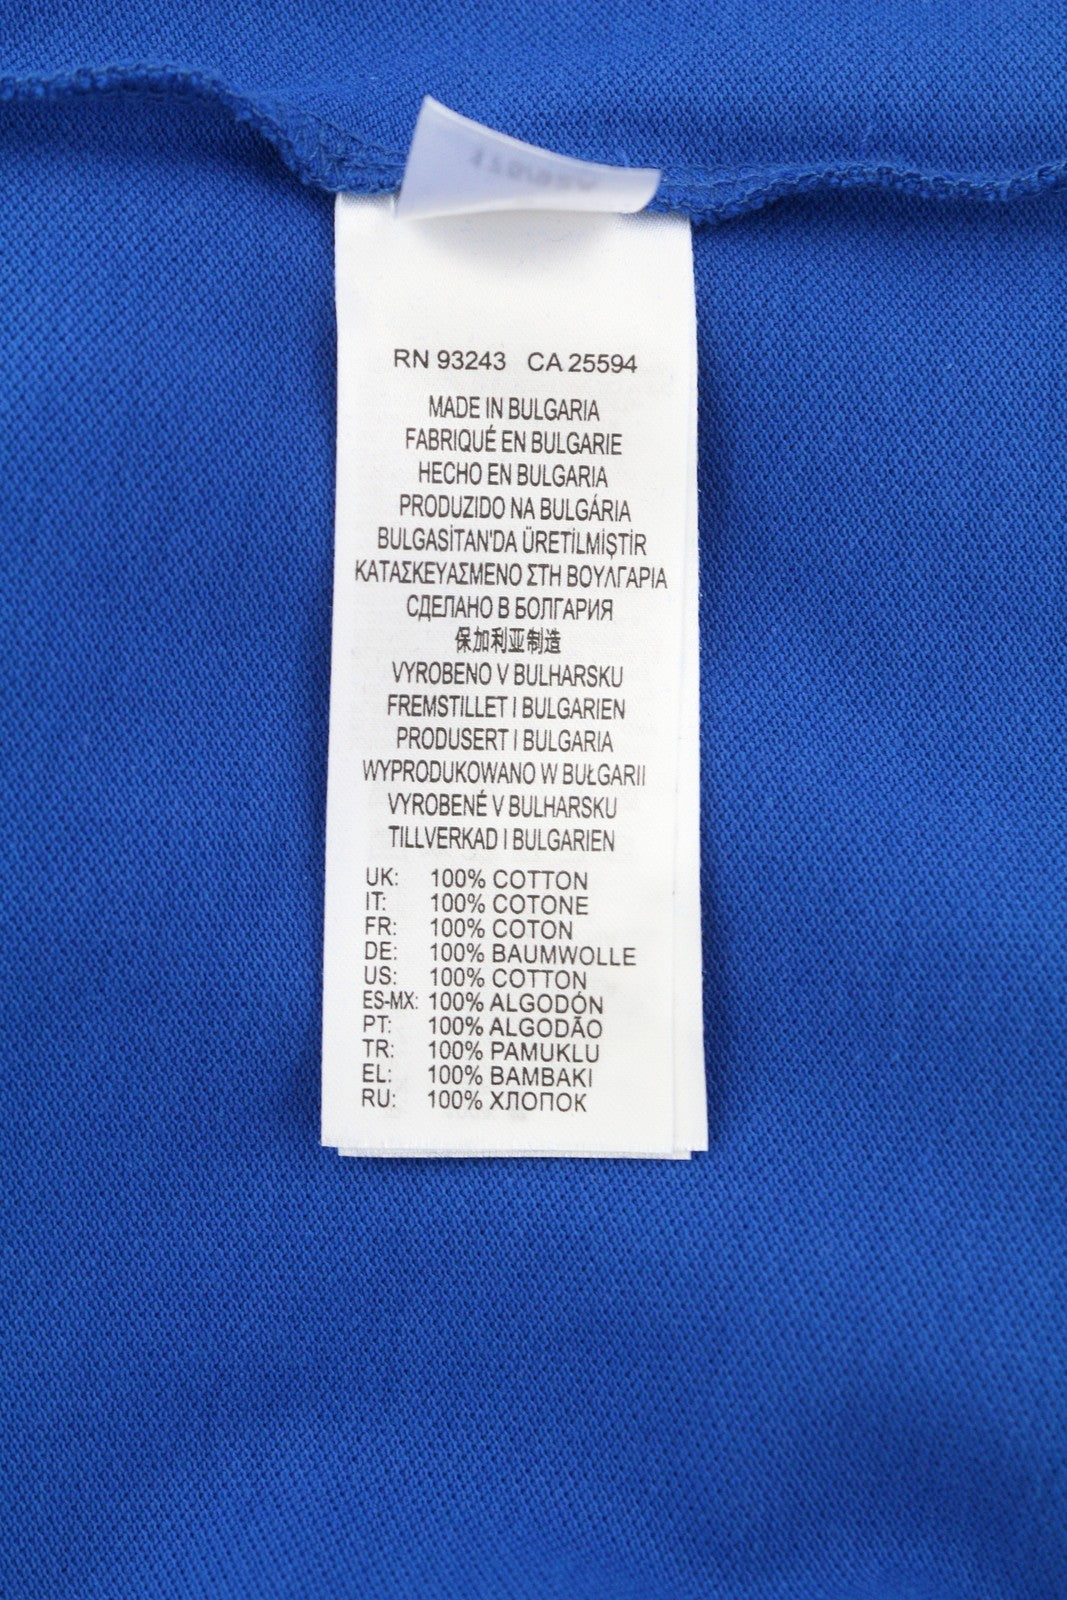 RN 93243 CA 25594
MADE IN BULGARIA
FABRIQUÉ EN BULGARIE
HECHO EN BULGARIA
PRODUZIDO NA BULGÁRIA
BULGASİTAN'DA ÜRETİLMİŞTİR
ΚΑΤΑΣΚΕΥΑΣΜΕΝΟ ΣΤΗ ΒΟΥΛΓΑΡΙΑ
СДЕЛАНО В БОЛГАРИЯ
保加利亚制造
VYROBENO V BULHARSKU
FREMSTILLET I BULGARIEN
PRODUSERT I BULGARIA
WYPRODUKOWANO W BUŁGARII
VYROBENÉ V BULHARSKU
TILLVERKAD I BULGARIEN
UK: 100% COTTON
IT: 100% COTONE
FR: 100% COTON
DE: 100% BAUMWOLLE
US: 100% COTTON
ES-MX: 100% ALGODÓN
PT: 100% ALGODÃO
TR: 100% PAMUKLU
EL: 100% ΒΑΜΒΑΚΙ
RU: 100% ХЛОПОК